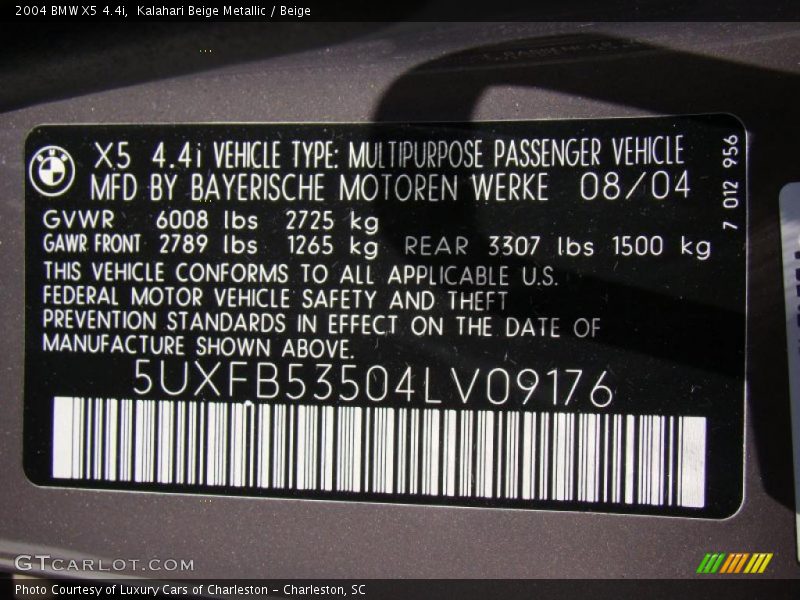 2004 BMW X5 4.4i, Kalahari Beige Metallic / Beige
X5 4.4i VEHICLE TYPE: MULTIPURPOSE PASSENGER VEHICLE
MFD BY BAYERISCHE MOTOREN WERKE 08/04
GVWR 6008 lbs 2725 kg
GAWR FRONT 2789 lbs 1265 kg REAR 3307 lbs 1500 kg
THIS VEHICLE CONFORMS TO ALL APPLICABLE U.S.
FEDERAL MOTOR VEHICLE SAFETY AND THEFT
PREVENTION STANDARDS IN EFFECT ON THE DATE OF
MANUFACTURE SHOWN ABOVE.
5UXFB53504LV09176
7 012 956
GTCARLOT.COM
Photo Courtesy of Luxury Cars of Charleston - Charleston, SC